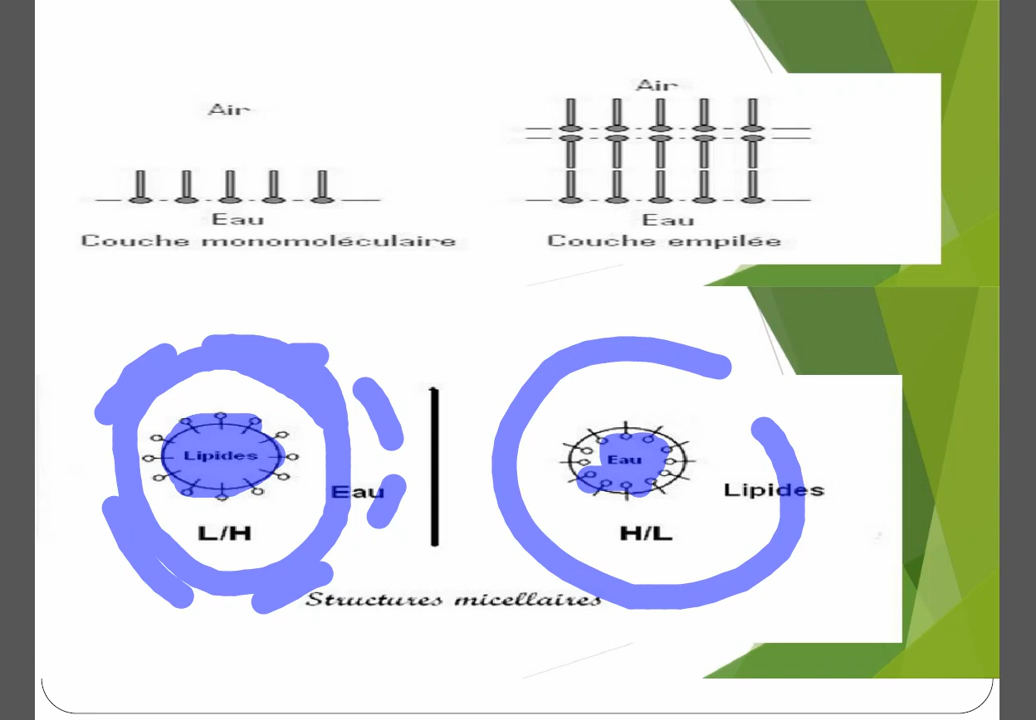 Air
Eau
Couche monomoléculaire
Air
Eau
Couche empilée
Lipides
Eau
L/H
Eau
Lipides
H/L
Structures micellaires